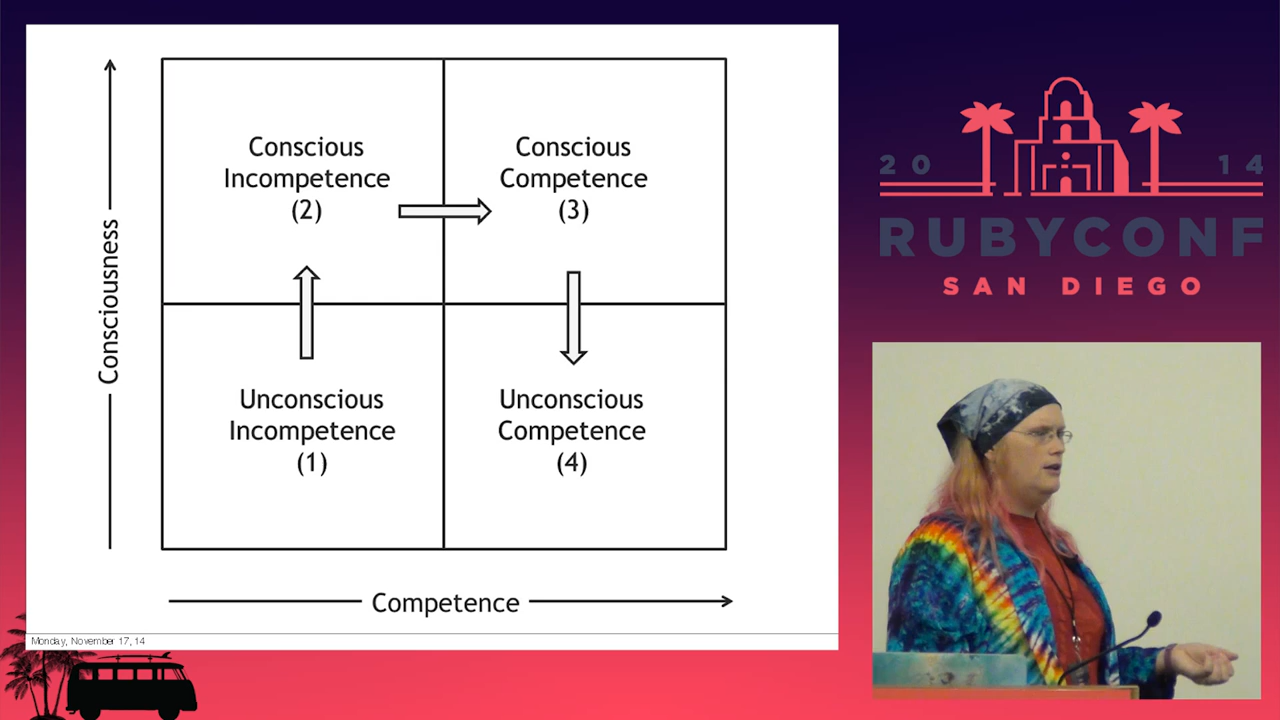 Consciousness
Conscious
Incompetence
(2)
Conscious
Competence
(3)
Unconscious
Incompetence
(1)
Unconscious
Competence
(4)
Competence
Monday, November 17, 14
20 14
RUBYCONF
SAN DIEGO